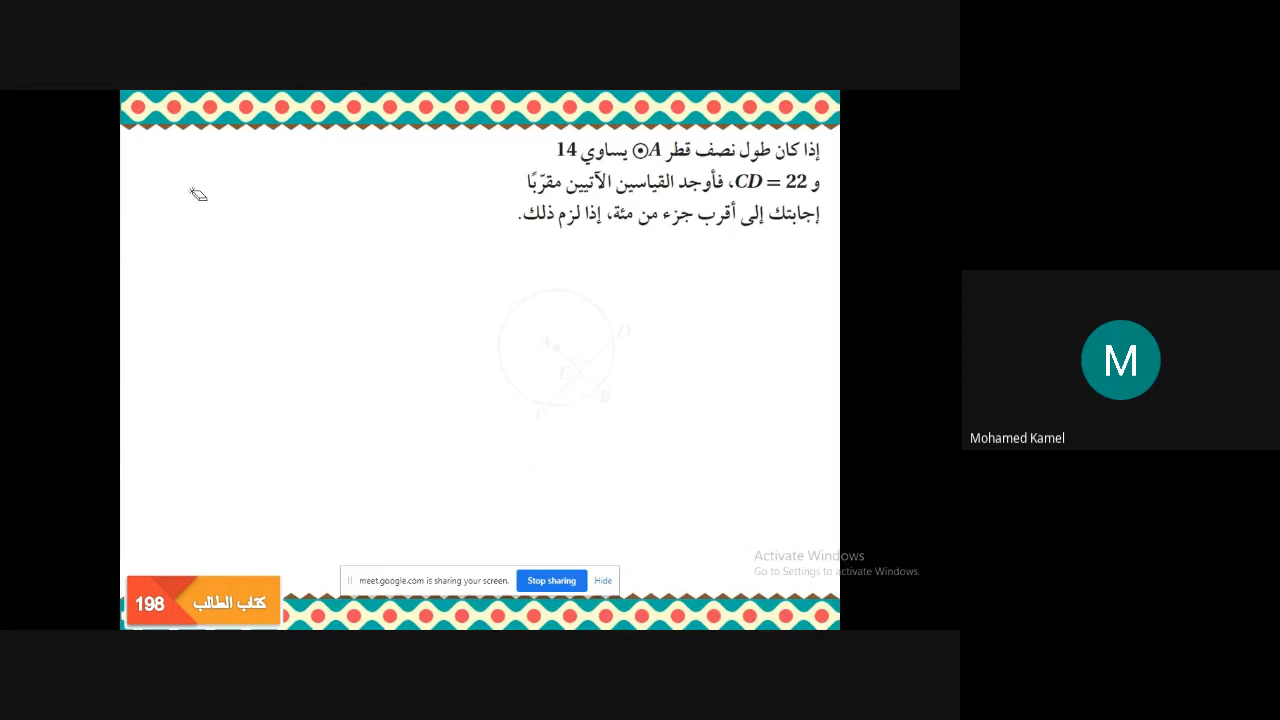 إذا كان طول نصف قطر ⊙A يساوي 14
و CD = 22، فأوجد القياسين الآتيين مقرّبًا
إجابتك إلى أقرب جزء من مئة، إذا لزم ذلك.
D
A
E
B
C
M
Mohamed Kamel
Activate Windows
Go to Settings to activate Windows.
meet.google.com is sharing your screen.
Stop sharing
Hide
كتاب الطالب 198